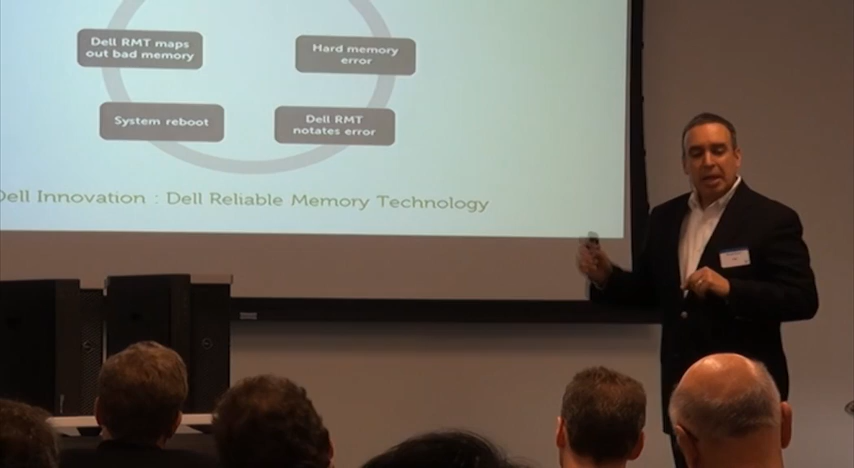 Dell RMT maps
out bad memory
Hard memory
error
System reboot
Dell RMT
notates error
Dell Innovation : Dell Reliable Memory Technology